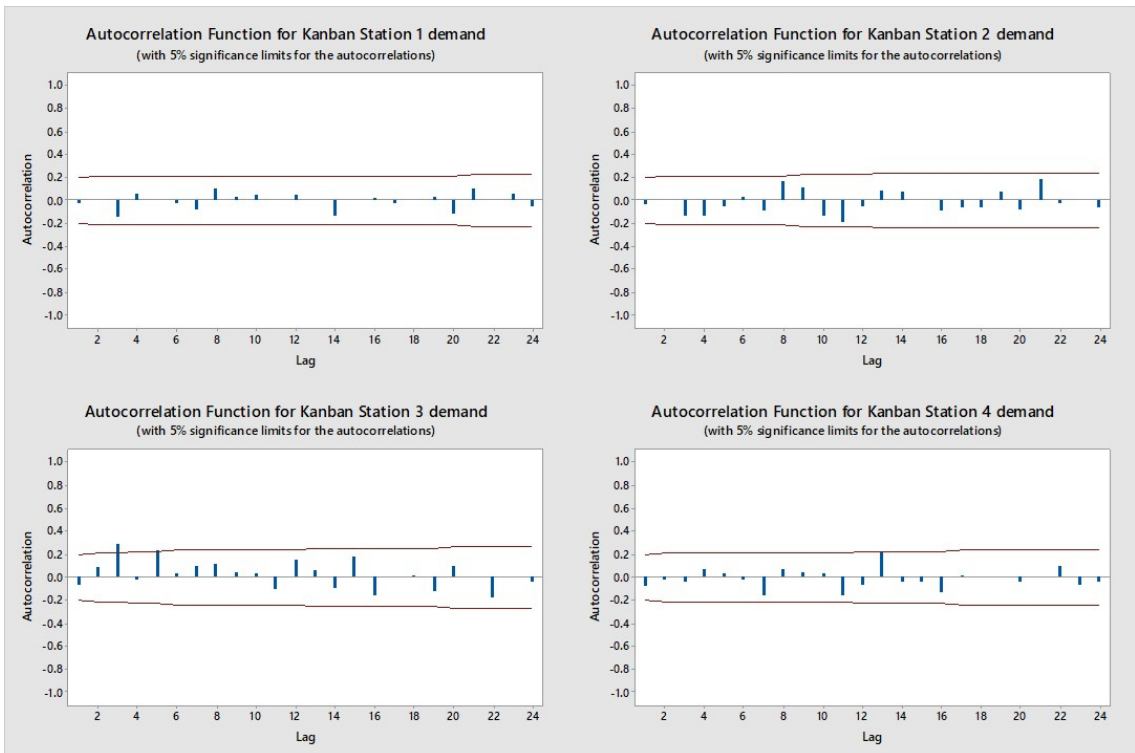 Autocorrelation Function for Kanban Station 1 demand
(with 5% significance limits for the autocorrelations)
1.0
0.8
0.6
0.4
0.2
0.0
-0.2
-0.4
-0.6
-0.8
-1.0
Autocorrelation
2 4 6 8 10 12 14 16 18 20 22 24
Lag
Autocorrelation Function for Kanban Station 2 demand
(with 5% significance limits for the autocorrelations)
1.0
0.8
0.6
0.4
0.2
0.0
-0.2
-0.4
-0.6
-0.8
-1.0
Autocorrelation
2 4 6 8 10 12 14 16 18 20 22 24
Lag
Autocorrelation Function for Kanban Station 3 demand
(with 5% significance limits for the autocorrelations)
1.0
0.8
0.6
0.4
0.2
0.0
-0.2
-0.4
-0.6
-0.8
-1.0
Autocorrelation
2 4 6 8 10 12 14 16 18 20 22 24
Lag
Autocorrelation Function for Kanban Station 4 demand
(with 5% significance limits for the autocorrelations)
1.0
0.8
0.6
0.4
0.2
0.0
-0.2
-0.4
-0.6
-0.8
-1.0
Autocorrelation
2 4 6 8 10 12 14 16 18 20 22 24
Lag